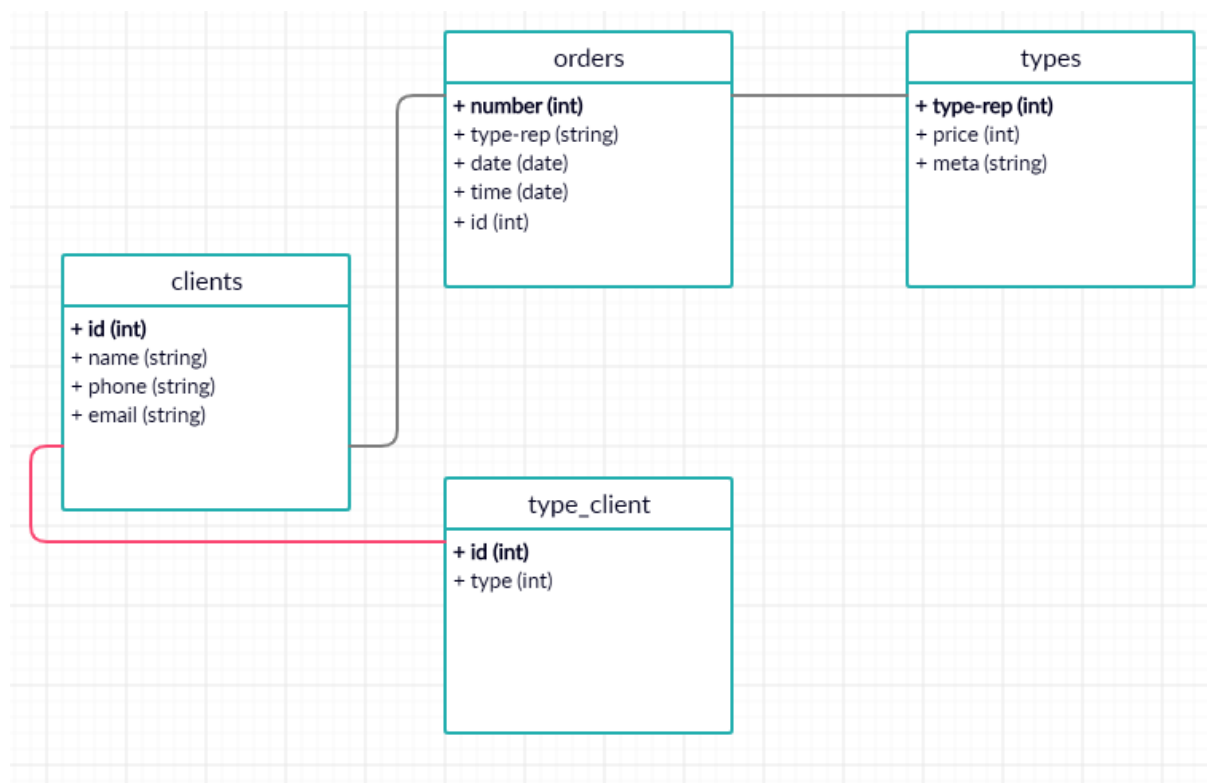 orders
+ number (int)
+ type-rep (string)
+ date (date)
+ time (date)
+ id (int)
types
+ type-rep (int)
+ price (int)
+ meta (string)
clients
+ id (int)
+ name (string)
+ phone (string)
+ email (string)
type_client
+ id (int)
+ type (int)